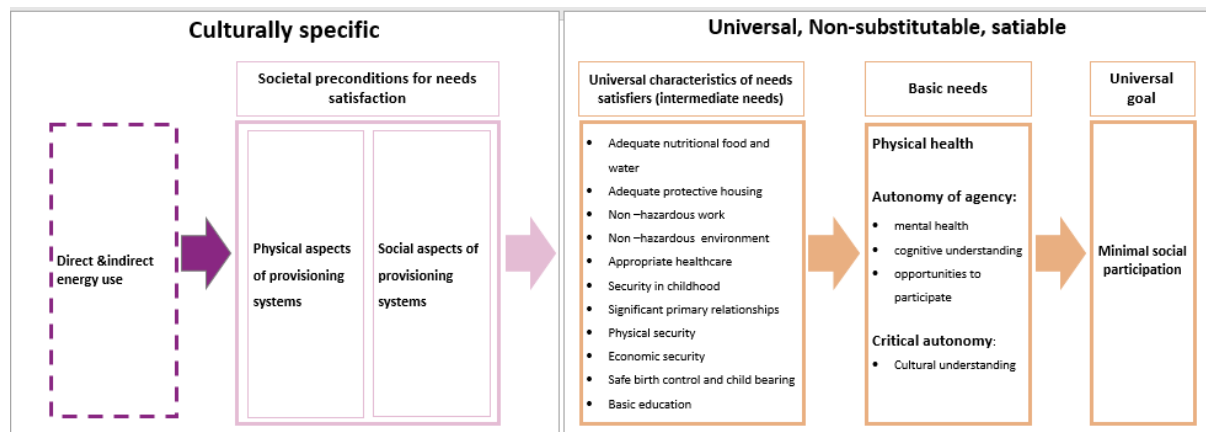 Culturally specific
Universal, Non-substitutable, satiable
Societal preconditions for needs
satisfaction
Universal characteristics of needs
satisfiers (intermediate needs)
Basic needs
Universal
goal
Direct &indirect
energy use
Physical aspects
of provisioning
systems
Social aspects of
provisioning
systems
• Adequate nutritional food and
water
• Adequate protective housing
• Non –hazardous work
• Non –hazardous environment
• Appropriate healthcare
• Security in childhood
• Significant primary relationships
• Physical security
• Economic security
• Safe birth control and child bearing
• Basic education
Physical health
Autonomy of agency:
• mental health
• cognitive understanding
• opportunities to
participate
Critical autonomy:
• Cultural understanding
Minimal social
participation